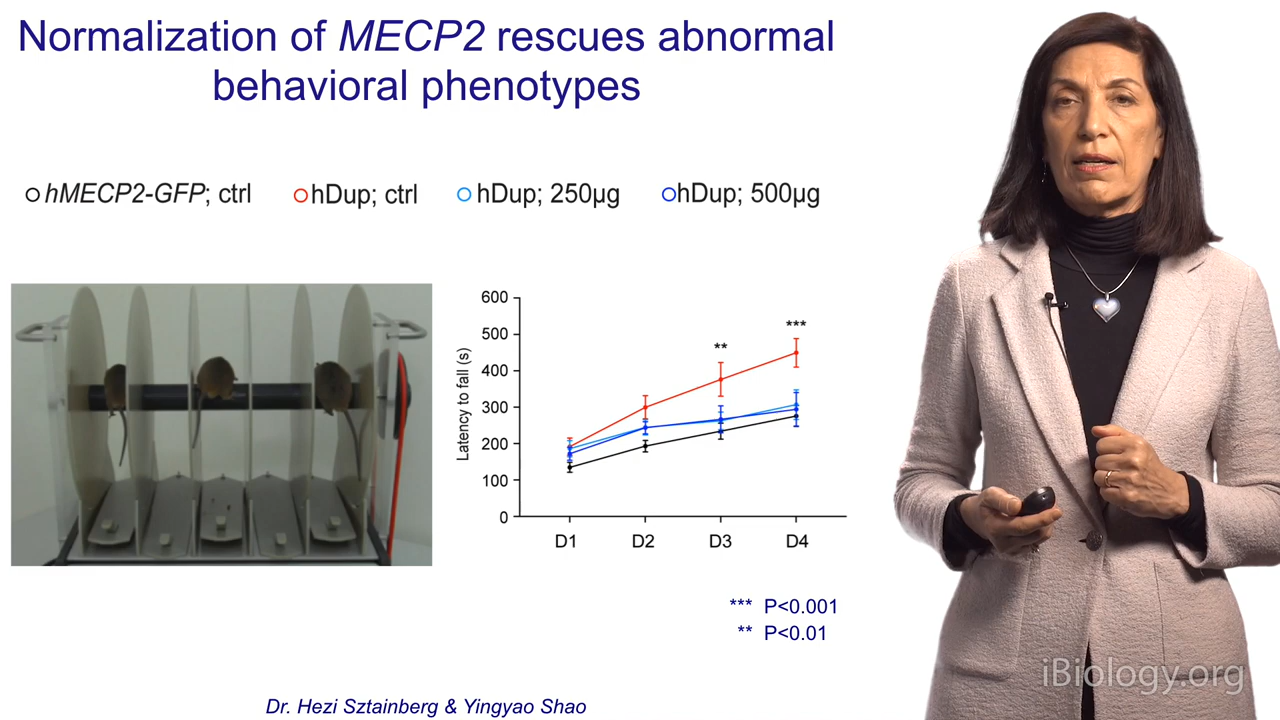 Normalization of MECP2 rescues abnormal
behavioral phenotypes
hMECP2-GFP; ctrl
hDup; ctrl
hDup; 250µg
hDup; 500µg
600
500
400
300
200
100
0
Latency to fall (s)
**
***
D1
D2
D3
D4
*** P<0.001
** P<0.01
Dr. Hezi Sztainberg & Yingyao Shao
iBiology.org